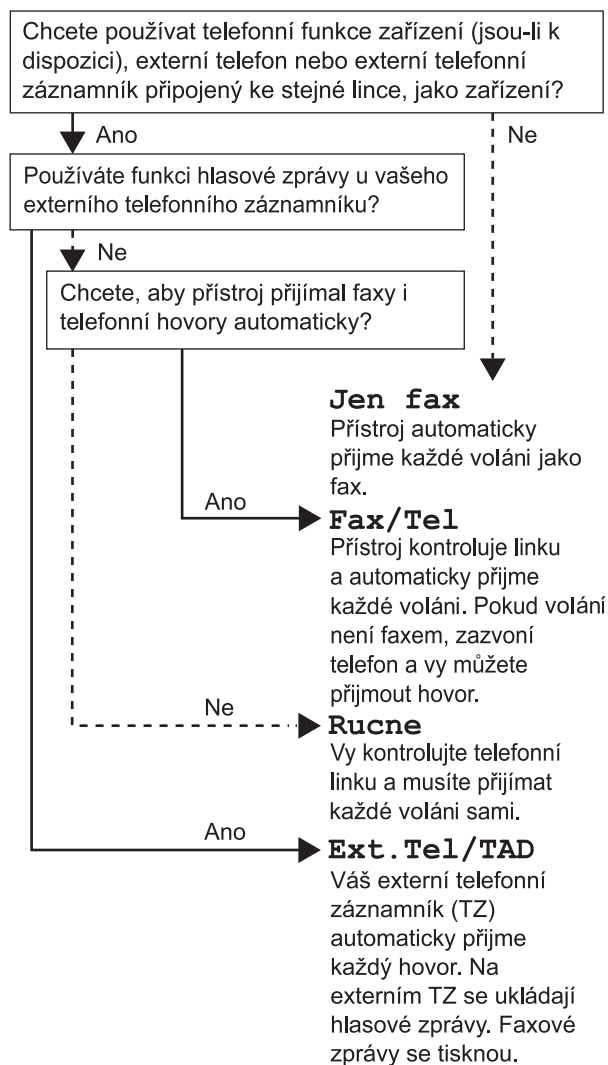 Chcete používat telefonní funkce zařízení (jsou-li k
dispozici), externí telefon nebo externí telefonní
záznamník připojený ke stejné lince, jako zařízení?
Ano
Ne
Používáte funkci hlasové zprávy u vašeho
externího telefonního záznamníku?
Ne
Chcete, aby přístroj přijímal faxy i
telefonní hovory automaticky?
Jen fax
Přístroj automaticky
přijme každé voláni jako
fax.
Ano
Fax/Tel
Přístroj kontroluje linku
a automaticky přijme
každé voláni. Pokud volání
není faxem, zazvoní
telefon a vy můžete
přijmout hovor.
Ne
Rucne
Vy kontrolujte telefonní
linku a musíte přijímat
každé voláni sami.
Ano
Ext.Tel/TAD
Váš externí telefonní
záznamník (TZ)
automaticky přijme
každý hovor. Na
externím TZ se ukládají
hlasové zprávy. Faxové
zprávy se tisknou.